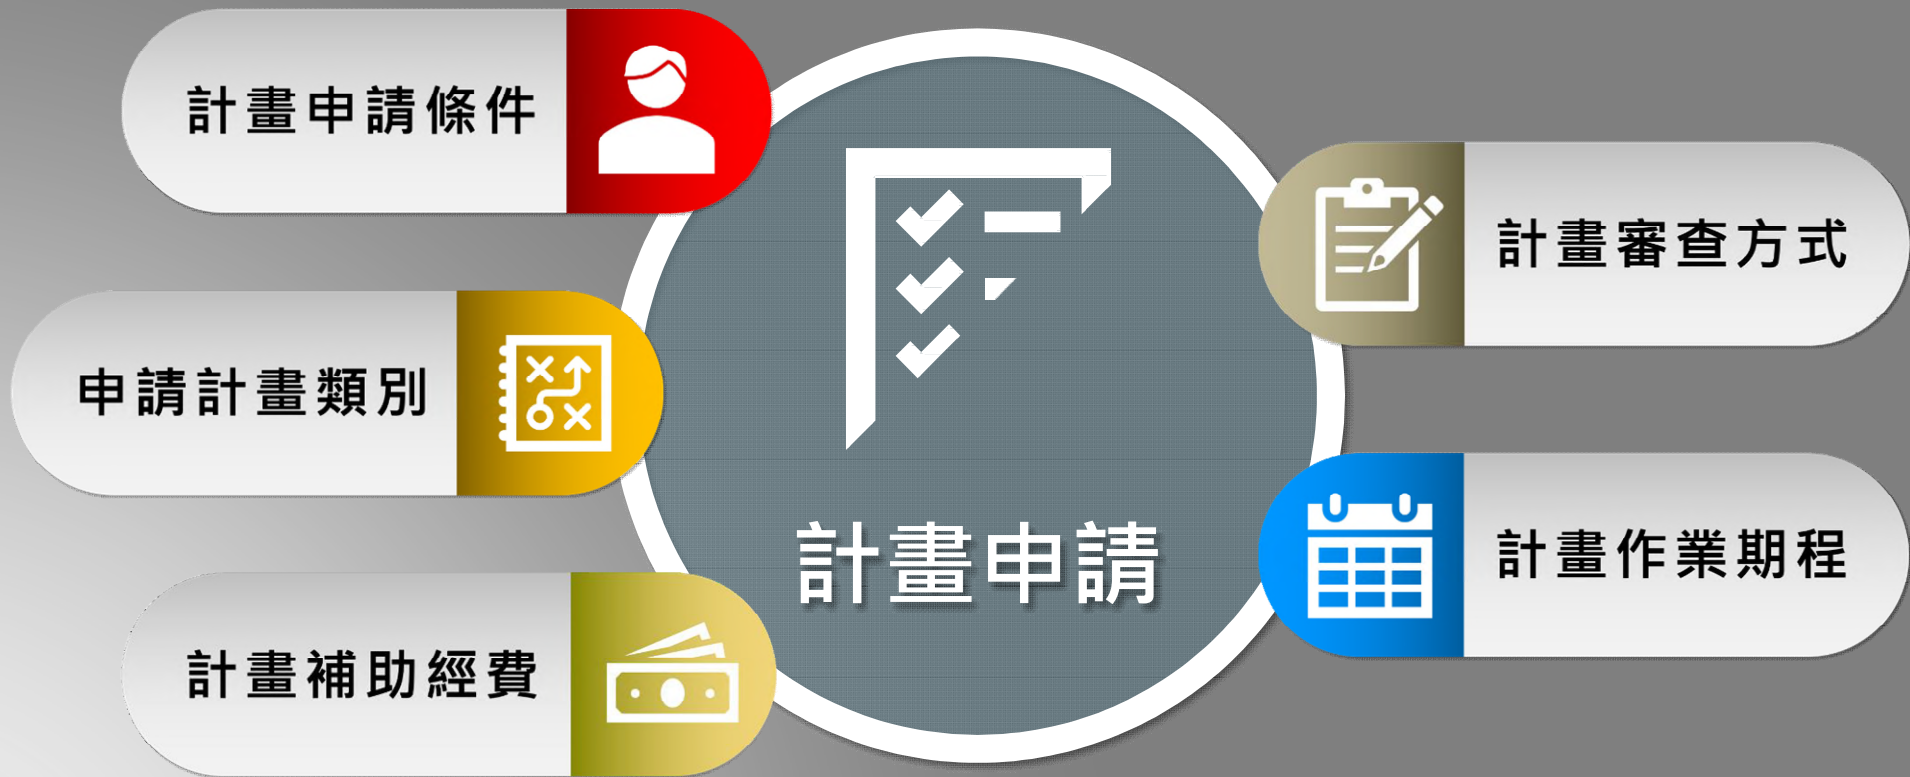 計畫申請條件
申請計畫類別
計畫補助經費
計畫申請
計畫審查方式
計畫作業期程